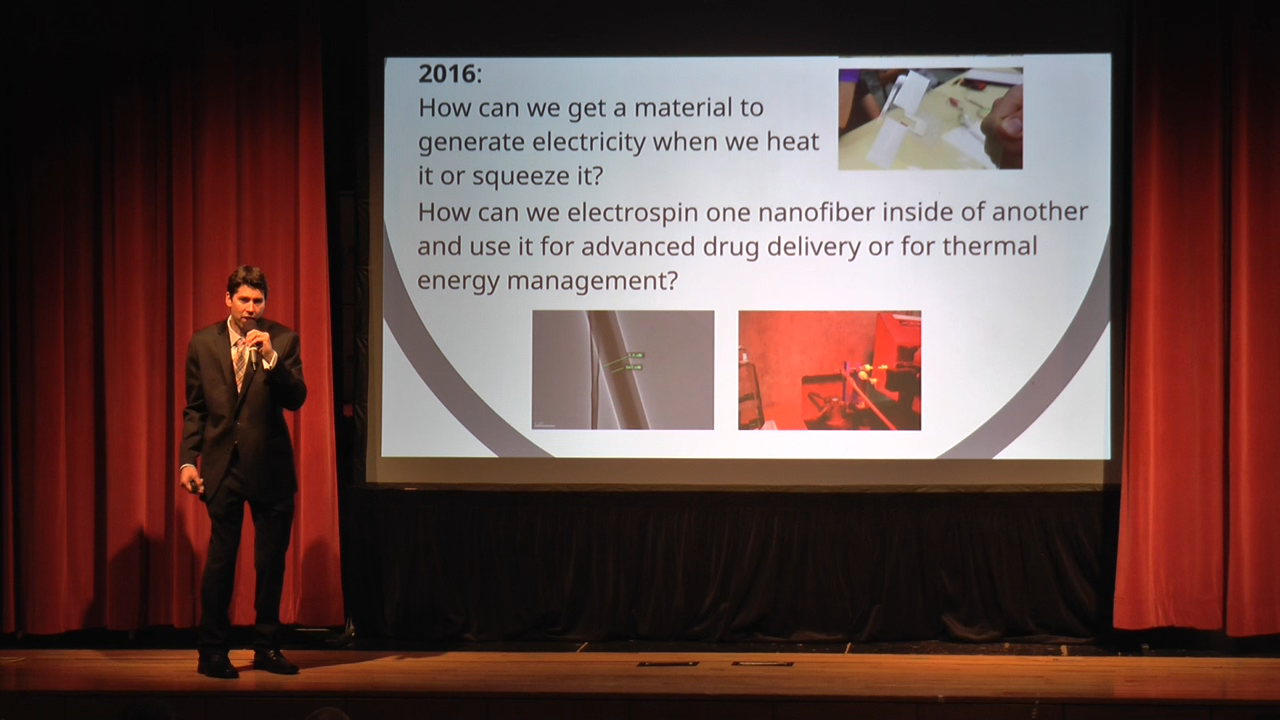 2016:
How can we get a material to
generate electricity when we heat
it or squeeze it?
How can we electrospin one nanofiber inside of another
and use it for advanced drug delivery or for thermal
energy management?